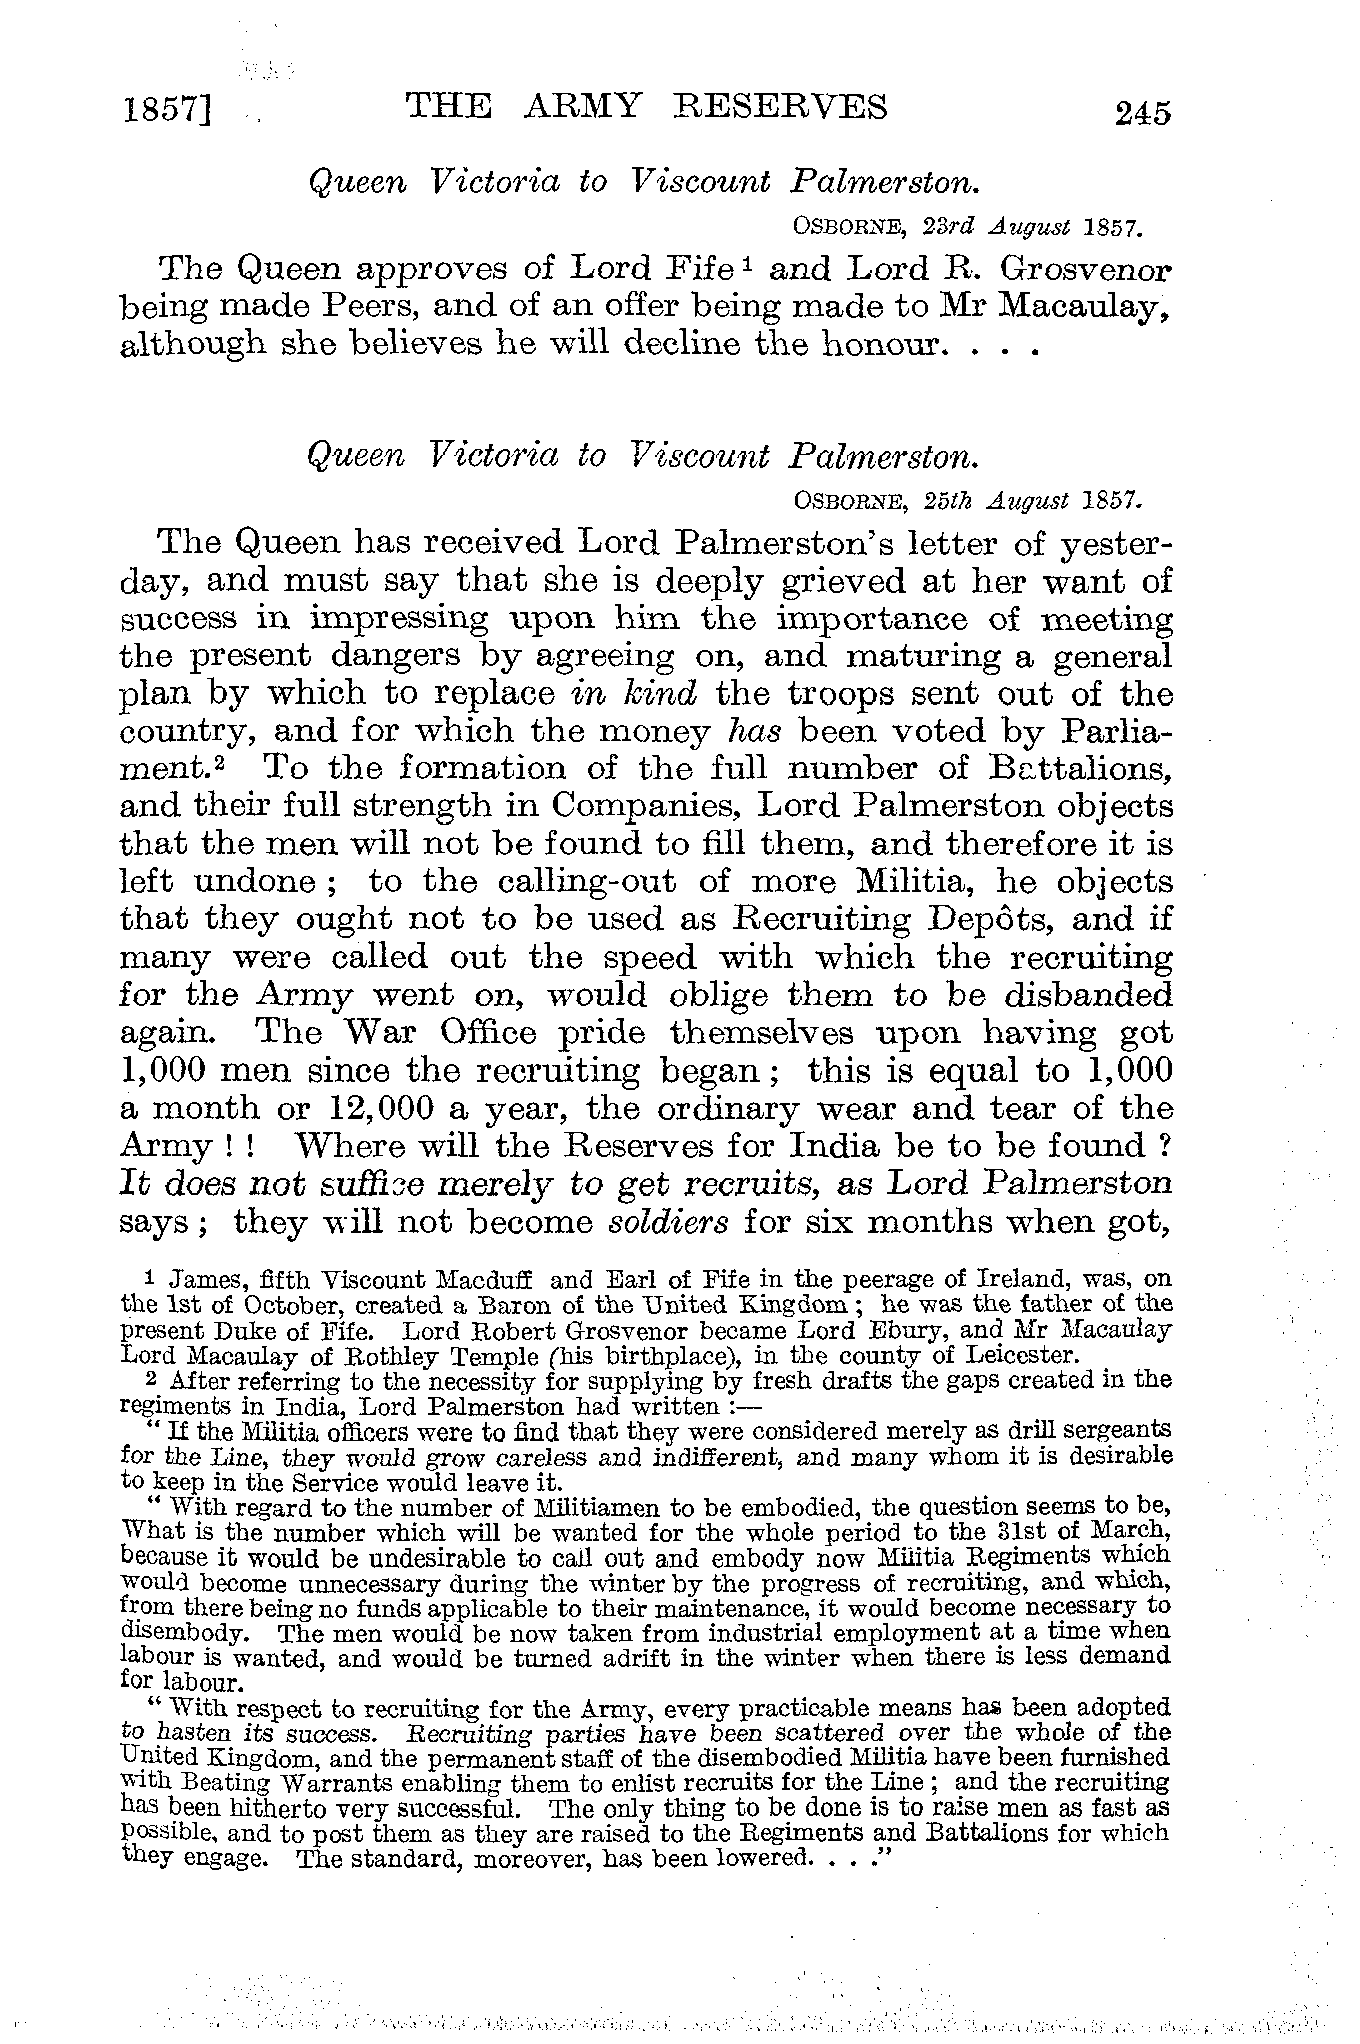 1857] THE ARMY RESERVES 245
Queen Victoria to Viscount Palmerston.
OSBORNE, 23rd August 1857.
The Queen approves of Lord Fife¹ and Lord R. Grosvenor
being made Peers, and of an offer being made to Mr Macaulay,
although she believes he will decline the honour. . . .
Queen Victoria to Viscount Palmerston.
OSBORNE, 25th August 1857.
The Queen has received Lord Palmerston's letter of yester-
day, and must say that she is deeply grieved at her want of
success in impressing upon him the importance of meeting
the present dangers by agreeing on, and maturing a general
plan by which to replace in kind the troops sent out of the
country, and for which the money has been voted by Parlia-
ment.² To the formation of the full number of Battalions,
and their full strength in Companies, Lord Palmerston objects
that the men will not be found to fill them, and therefore it is
left undone ; to the calling-out of more Militia, he objects
that they ought not to be used as Recruiting Depôts, and if
many were called out the speed with which the recruiting
for the Army went on, would oblige them to be disbanded
again. The War Office pride themselves upon having got
1,000 men since the recruiting began ; this is equal to 1,000
a month or 12,000 a year, the ordinary wear and tear of the
Army ! ! Where will the Reserves for India be to be found ?
It does not suffice merely to get recruits, as Lord Palmerston
says ; they will not become soldiers for six months when got,
¹ James, fifth Viscount Macduff and Earl of Fife in the peerage of Ireland, was, on
the 1st of October, created a Baron of the United Kingdom ; he was the father of the
present Duke of Fife. Lord Robert Grosvenor became Lord Ebury, and Mr Macaulay
Lord Macaulay of Rothley Temple (his birthplace), in the county of Leicester.
² After referring to the necessity for supplying by fresh drafts the gaps created in the
regiments in India, Lord Palmerston had written :—
" If the Militia officers were to find that they were considered merely as drill sergeants
for the Line, they would grow careless and indifferent, and many whom it is desirable
to keep in the Service would leave it.
" With regard to the number of Militiamen to be embodied, the question seems to be,
What is the number which will be wanted for the whole period to the 31st of March,
because it would be undesirable to call out and embody now Militia Regiments which
would become unnecessary during the winter by the progress of recruiting, and which,
from there being no funds applicable to their maintenance, it would become necessary to
disembody. The men would be now taken from industrial employment at a time when
labour is wanted, and would be turned adrift in the winter when there is less demand
for labour.
" With respect to recruiting for the Army, every practicable means has been adopted
to hasten its success. Recruiting parties have been scattered over the whole of the
United Kingdom, and the permanent staff of the disembodied Militia have been furnished
with Beating Warrants enabling them to enlist recruits for the Line ; and the recruiting
has been hitherto very successful. The only thing to be done is to raise men as fast as
possible, and to post them as they are raised to the Regiments and Battalions for which
they engage. The standard, moreover, has been lowered. . . ."